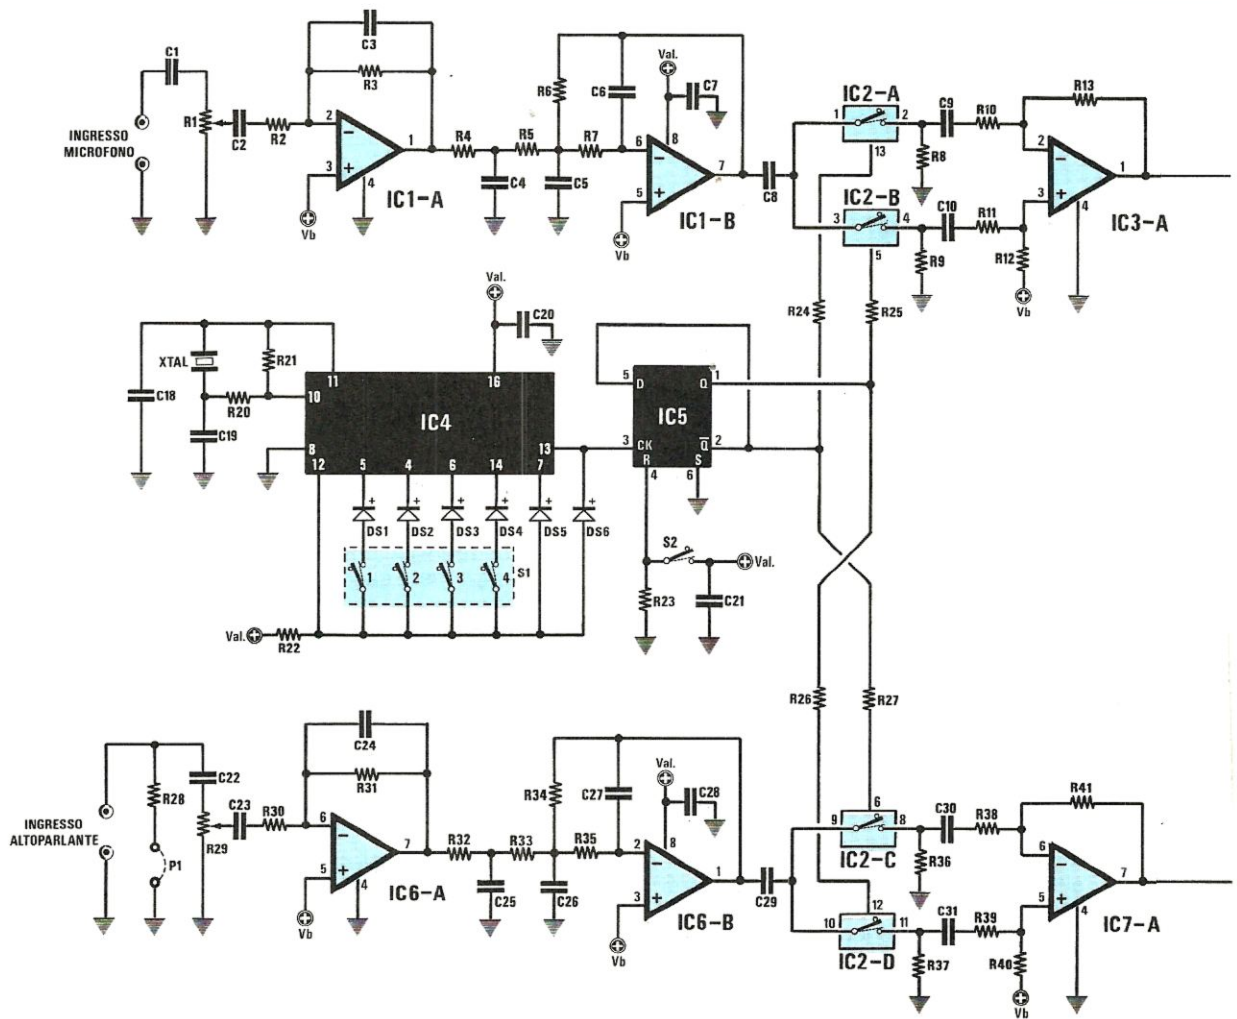 C3
R3
C1
INGRESSO
MICROFONO
R1
C2
R2
2
3
1
4
Vb
IC1-A
R4
R5
C4
R6
C6
R7
C5
Val.
C7
8
6
5
7
Vb
IC1-B
C8
IC2-A
1
2
13
IC2-B
3
4
5
C9
R10
R8
C10
R11
R9
R12
Vb
R13
2
3
1
4
IC3-A
Val.
C20
R24
R25
XTAL
R21
C18
R20
C19
11
16
10
IC4
8
13
12
5
4
6
14
7
DS1
DS2
DS3
DS4
DS5
DS6
1
2
3
4
S1
Val.
R22
5
D
Q
1
IC5
3
CK
Q
2
R
S
4
6
S2
Val.
R23
C21
R26
R27
C24
R31
INGRESSO
ALTOPARLANTE
R28
P1
C22
R29
C23
R30
6
5
7
4
Vb
IC6-A
R32
R33
C25
R34
C27
R35
C26
Val.
C28
8
2
3
1
Vb
IC6-B
C29
6
9
8
IC2-C
12
10
11
IC2-D
C30
R38
R36
C31
R39
R37
R40
Vb
R41
6
5
7
4
IC7-A